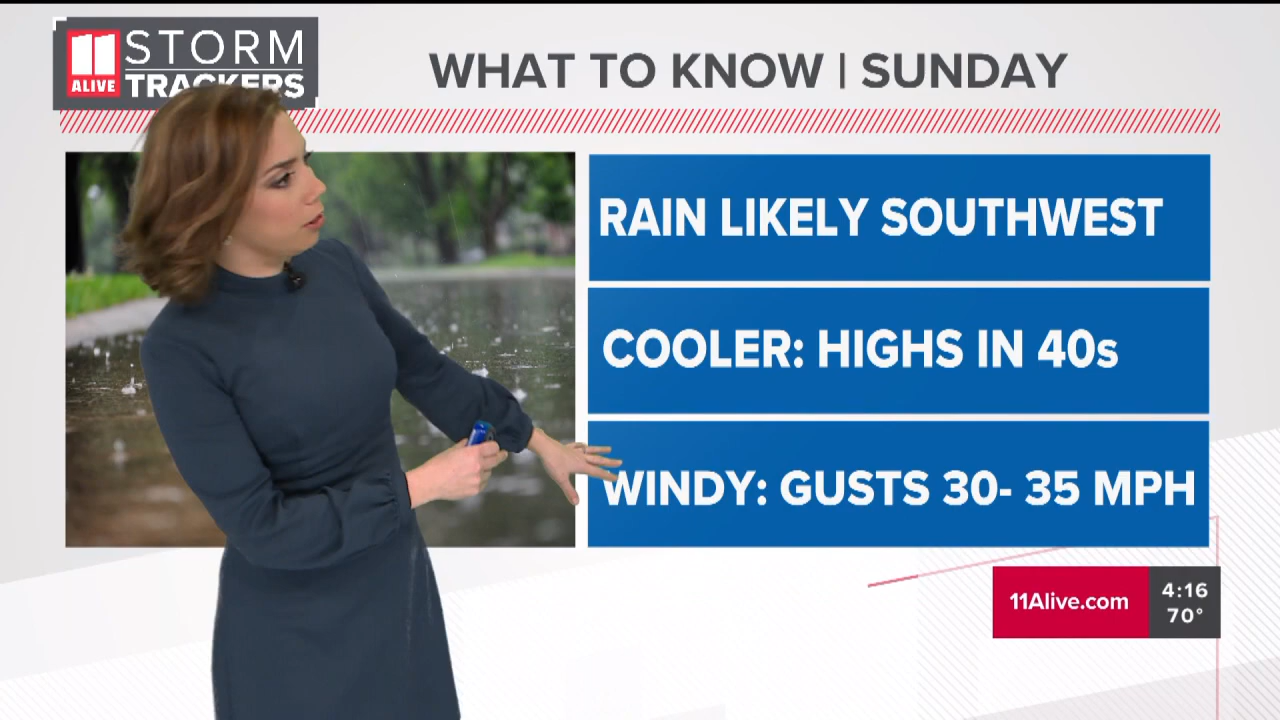 11
ALIVE
STORM
TRACKERS
WHAT TO KNOW | SUNDAY
RAIN LIKELY SOUTHWEST
COOLER: HIGHS IN 40s
WINDY: GUSTS 30- 35 MPH
11Alive.com
4:16
70°